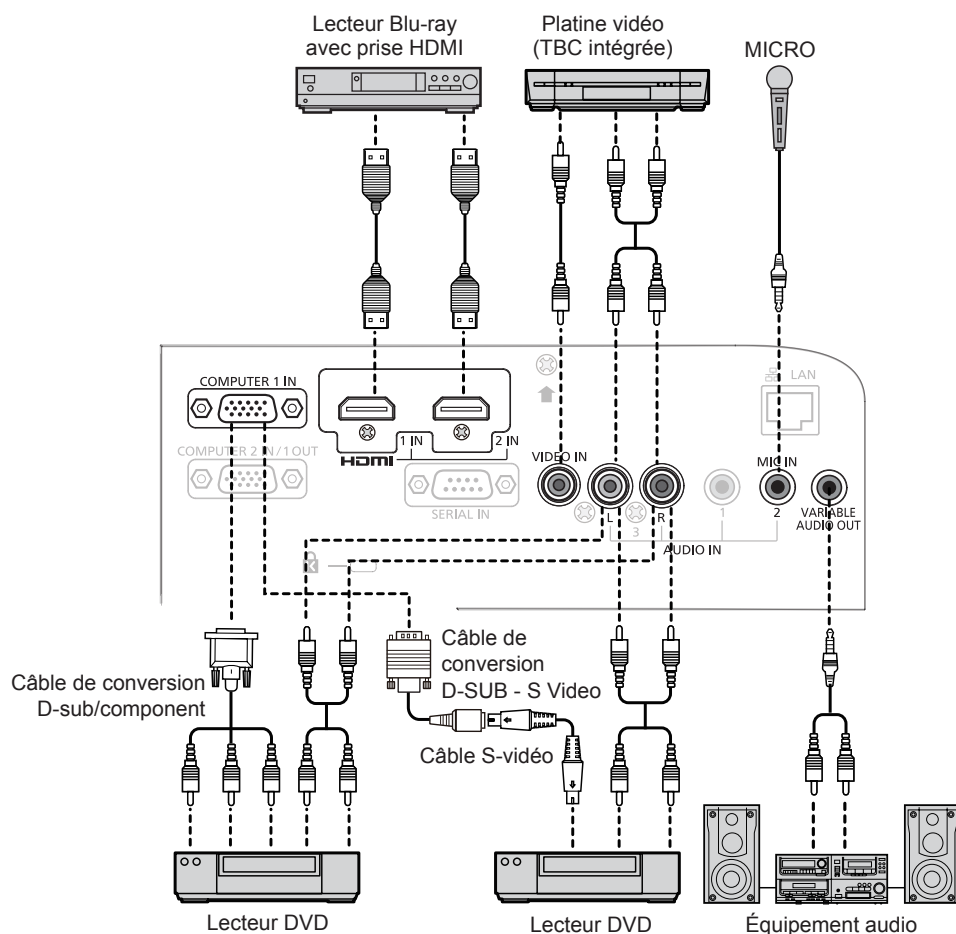 Lecteur Blu-ray
avec prise HDMI
Platine vidéo
(TBC intégrée)
MICRO
LAN
COMPUTER 1 IN
COMPUTER 2 IN/1 OUT
HDMI
1 IN
2 IN
SERIAL IN
VIDEO IN
MIC IN
L
R
1
2
3
VARIABLE
AUDIO OUT
AUDIO IN
K
Câble de conversion
D-sub/component
Câble de
conversion
D-SUB - S Video
Câble S-vidéo
Lecteur DVD
Lecteur DVD
Équipement audio